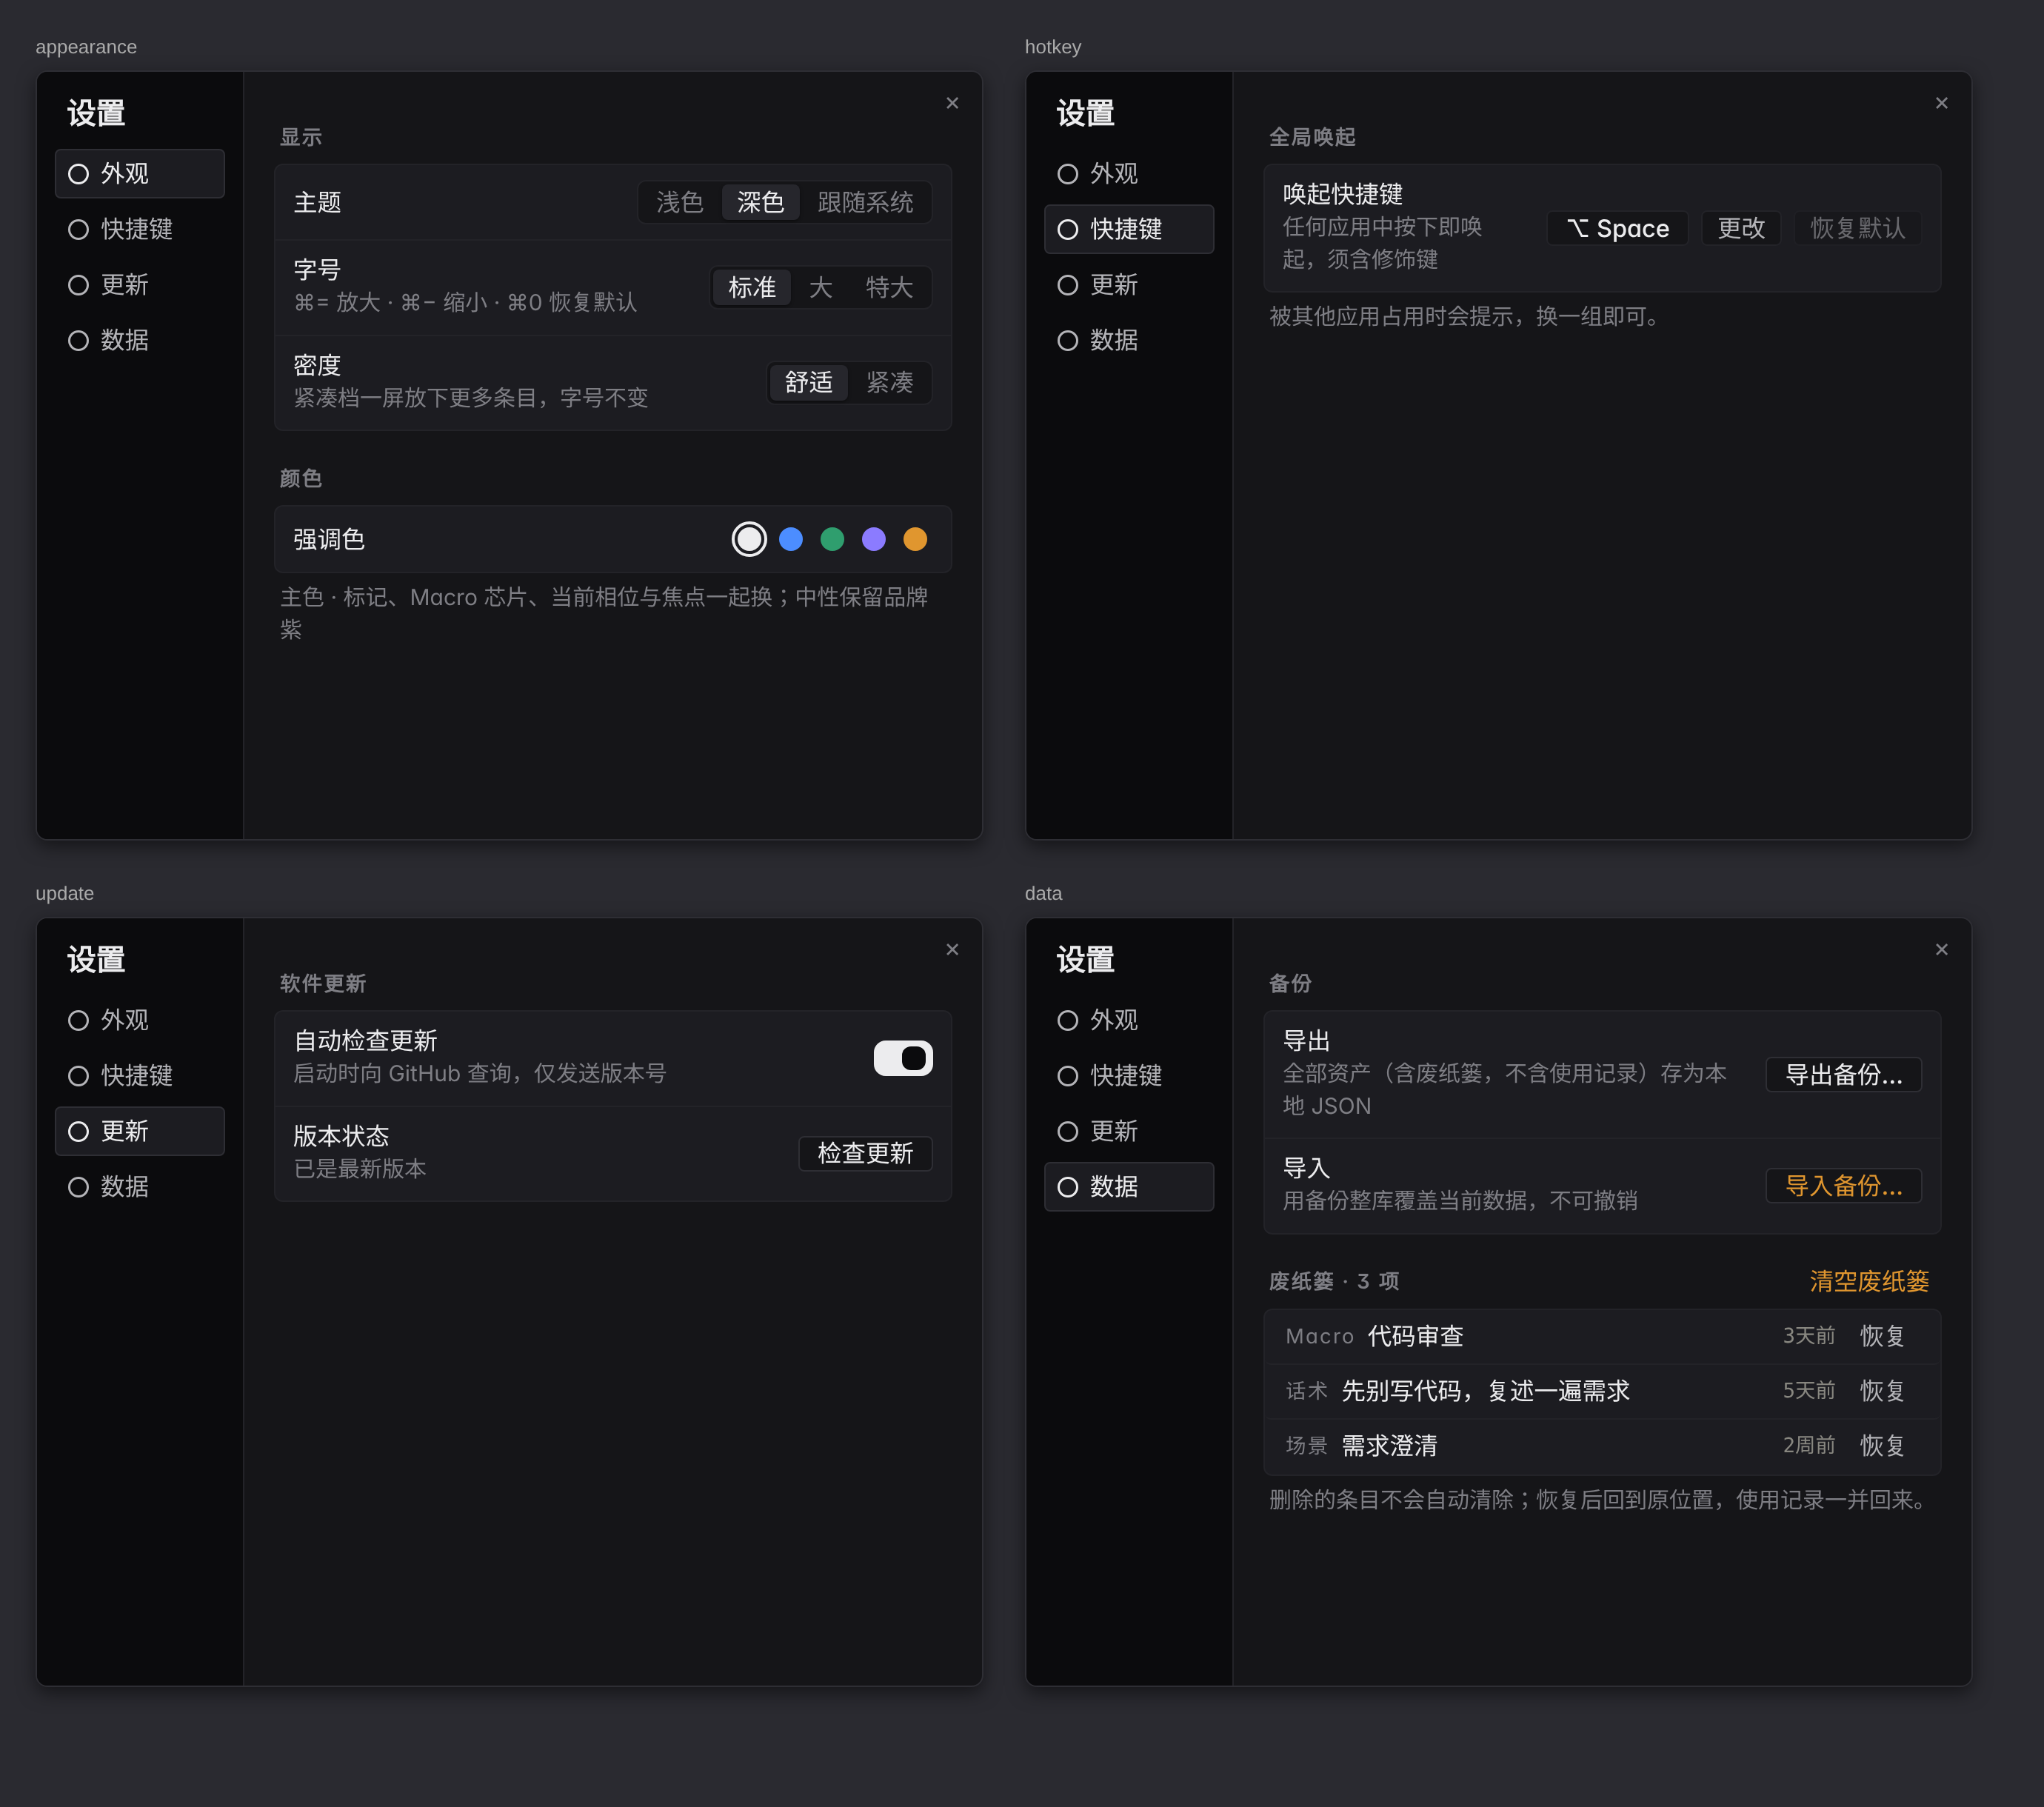 appearance
设置
外观
快捷键
更新
数据
×
显示
主题
浅色 深色 跟随系统
字号
⌘= 放大 · ⌘− 缩小 · ⌘0 恢复默认
标准 大 特大
密度
紧凑档一屏放下更多条目，字号不变
舒适 紧凑
颜色
强调色
主色 · 标记、Macro 芯片、当前相位与焦点一起换；中性保留品牌
紫
hotkey
设置
外观
快捷键
更新
数据
×
全局唤起
唤起快捷键
任何应用中按下即唤
起，须含修饰键
⌥ Space 更改 恢复默认
被其他应用占用时会提示，换一组即可。
update
设置
外观
快捷键
更新
数据
×
软件更新
自动检查更新
启动时向 GitHub 查询，仅发送版本号
版本状态
已是最新版本
检查更新
data
设置
外观
快捷键
更新
数据
×
备份
导出
全部资产（含废纸篓，不含使用记录）存为本
地 JSON
导出备份…
导入
用备份整库覆盖当前数据，不可撤销
导入备份…
废纸篓 · 3 项 清空废纸篓
Macro 代码审查 3天前 恢复
话术 先别写代码，复述一遍需求 5天前 恢复
场景 需求澄清 2周前 恢复
删除的条目不会自动清除；恢复后回到原位置，使用记录一并回来。